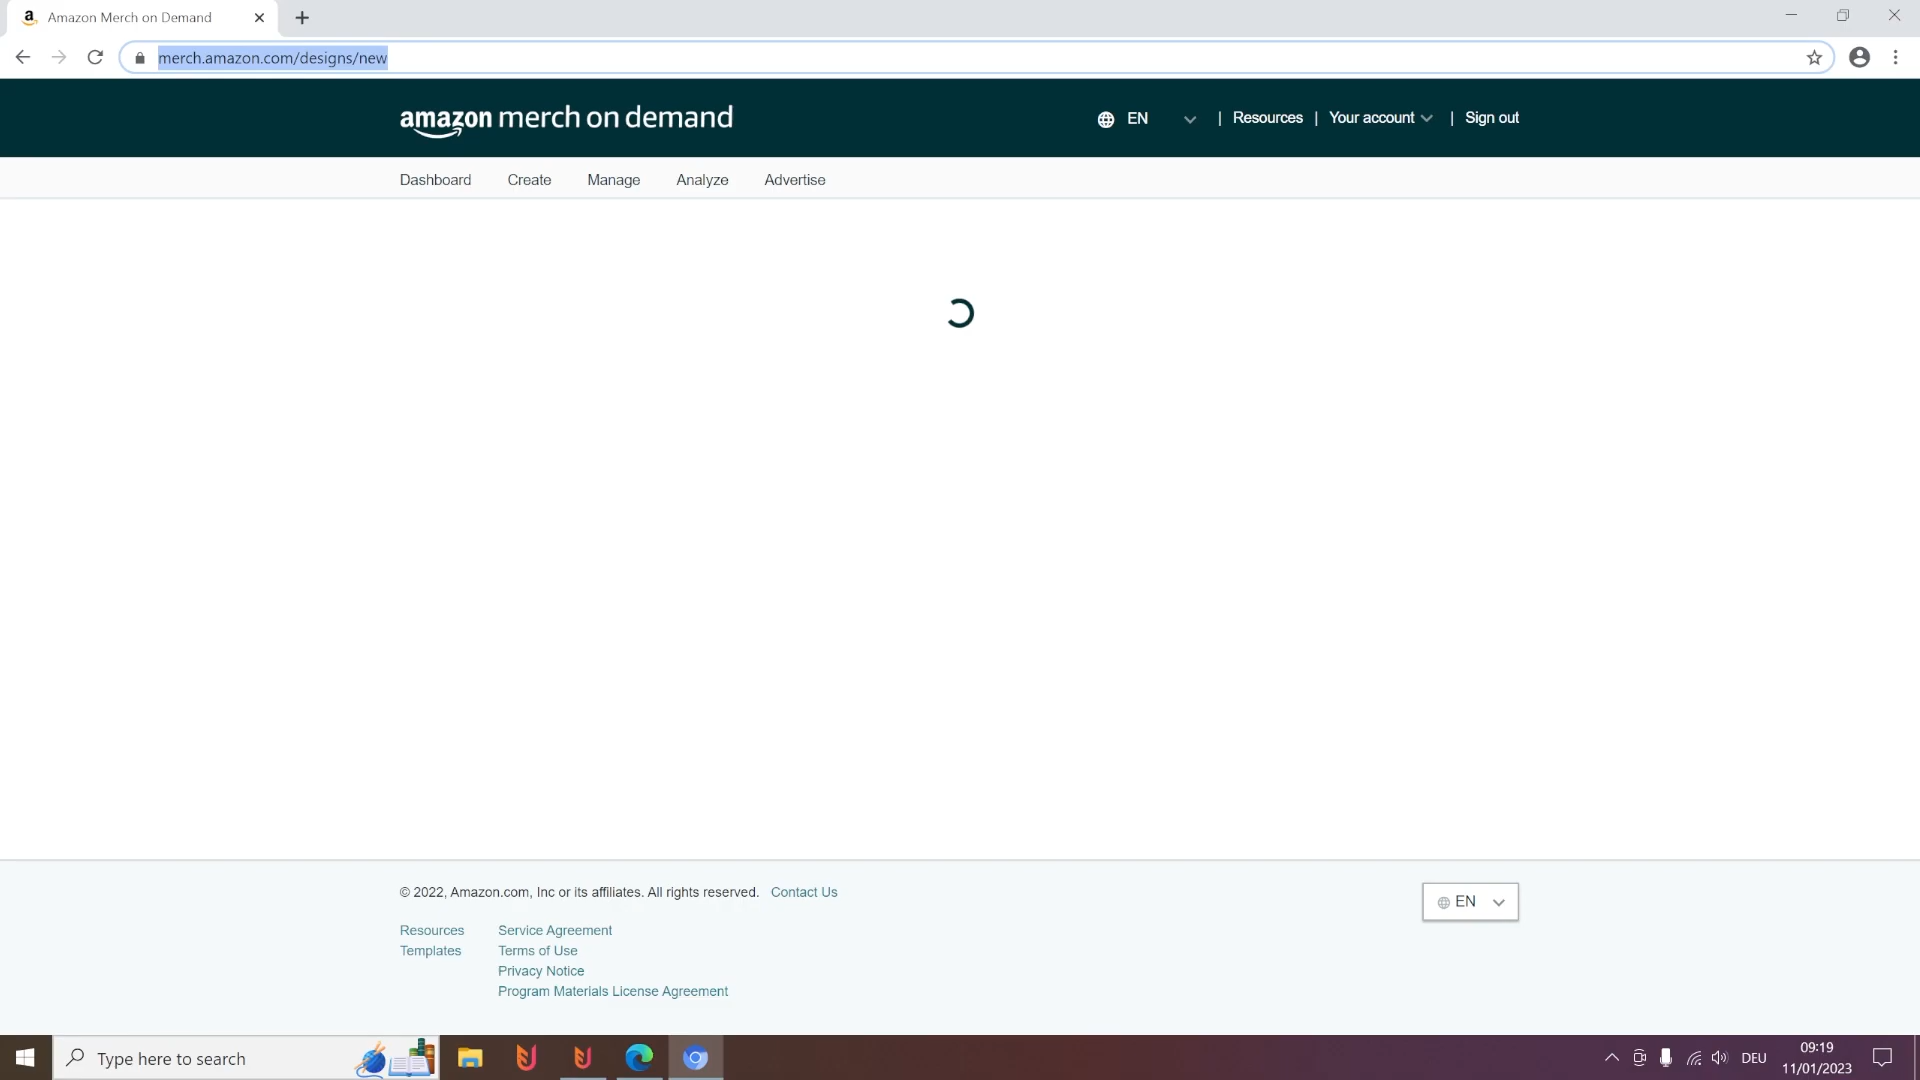 Amazon Merch on Demand
merch.amazon.com/designs/new
amazon merch on demand
EN | Resources | Your account | Sign out
Dashboard Create Manage Analyze Advertise
© 2022, Amazon.com, Inc or its affiliates. All rights reserved. Contact Us
EN
Resources Service Agreement
Templates Terms of Use
Privacy Notice
Program Materials License Agreement
Type here to search
DEU
09:19
11/01/2023